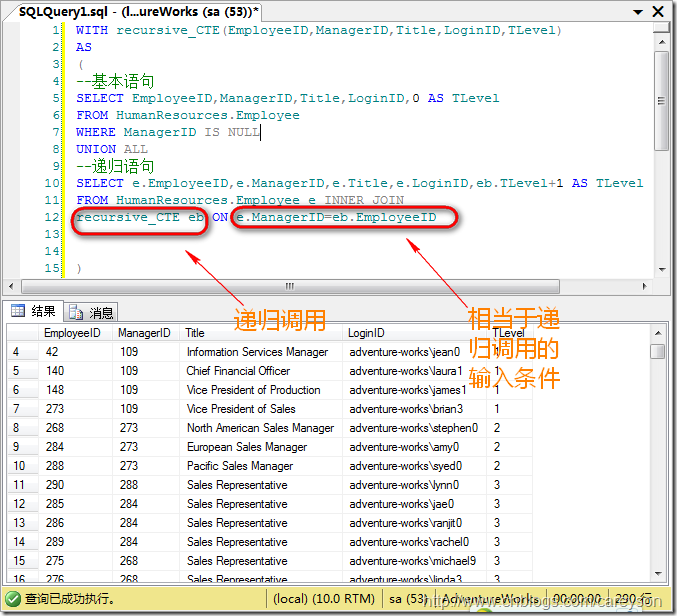 SQLQuery1.sql - (l...ureWorks (sa (53))*
1 WITH recursive_CTE(EmployeeID,ManagerID,Title,LoginID,TLevel)
2 AS
3 (
4 --基本语句
5 SELECT EmployeeID,ManagerID,Title,LoginID,0 AS TLevel
6 FROM HumanResources.Employee
7 WHERE ManagerID IS NULL
8 UNION ALL
9 --递归语句
10 SELECT e.EmployeeID,e.ManagerID,e.Title,e.LoginID,eb.TLevel+1 AS TLevel
11 FROM HumanResources.Employee e INNER JOIN
12 recursive_CTE eb ON e.ManagerID=eb.EmployeeID
13
14
15 )
递归调用
相当于递
归调用的
输入条件
结果 消息
EmployeeID ManagerID Title LoginID TLevel
4 42 109 Information Services Manager adventure-works\jean0 1
5 140 109 Chief Financial Officer adventure-works\laura1 1
6 148 109 Vice President of Production adventure-works\james1 1
7 273 109 Vice President of Sales adventure-works\brian3 1
8 268 273 North American Sales Manager adventure-works\stephen0 2
9 284 273 European Sales Manager adventure-works\amy0 2
10 288 273 Pacific Sales Manager adventure-works\syed0 2
11 290 288 Sales Representative adventure-works\lynn0 3
12 285 284 Sales Representative adventure-works\jae0 3
13 286 284 Sales Representative adventure-works\ranjit0 3
14 289 284 Sales Representative adventure-works\rachel0 3
15 275 268 Sales Representative adventure-works\michael9 3
16 276 268 Sales Representative adventure-works\linda3 3
查询已成功执行。 (local) (10.0 RTM) sa (53) AdventureWorks 00:00:00 290 行
http://www.cnblogs.com/careyson